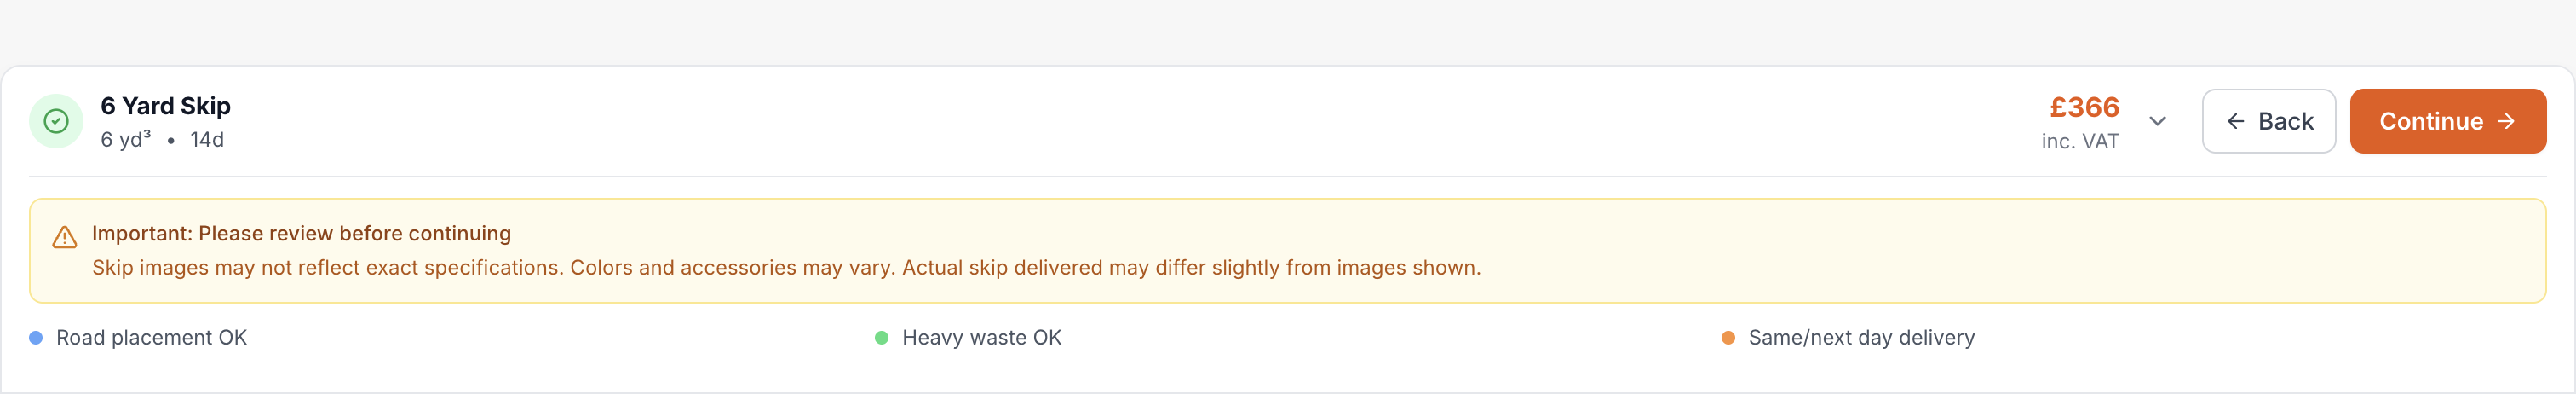 6 Yard Skip
6 yd³ • 14d
£366
inc. VAT
← Back
Continue →
Important: Please review before continuing
Skip images may not reflect exact specifications. Colors and accessories may vary. Actual skip delivered may differ slightly from images shown.
Road placement OK
Heavy waste OK
Same/next day delivery